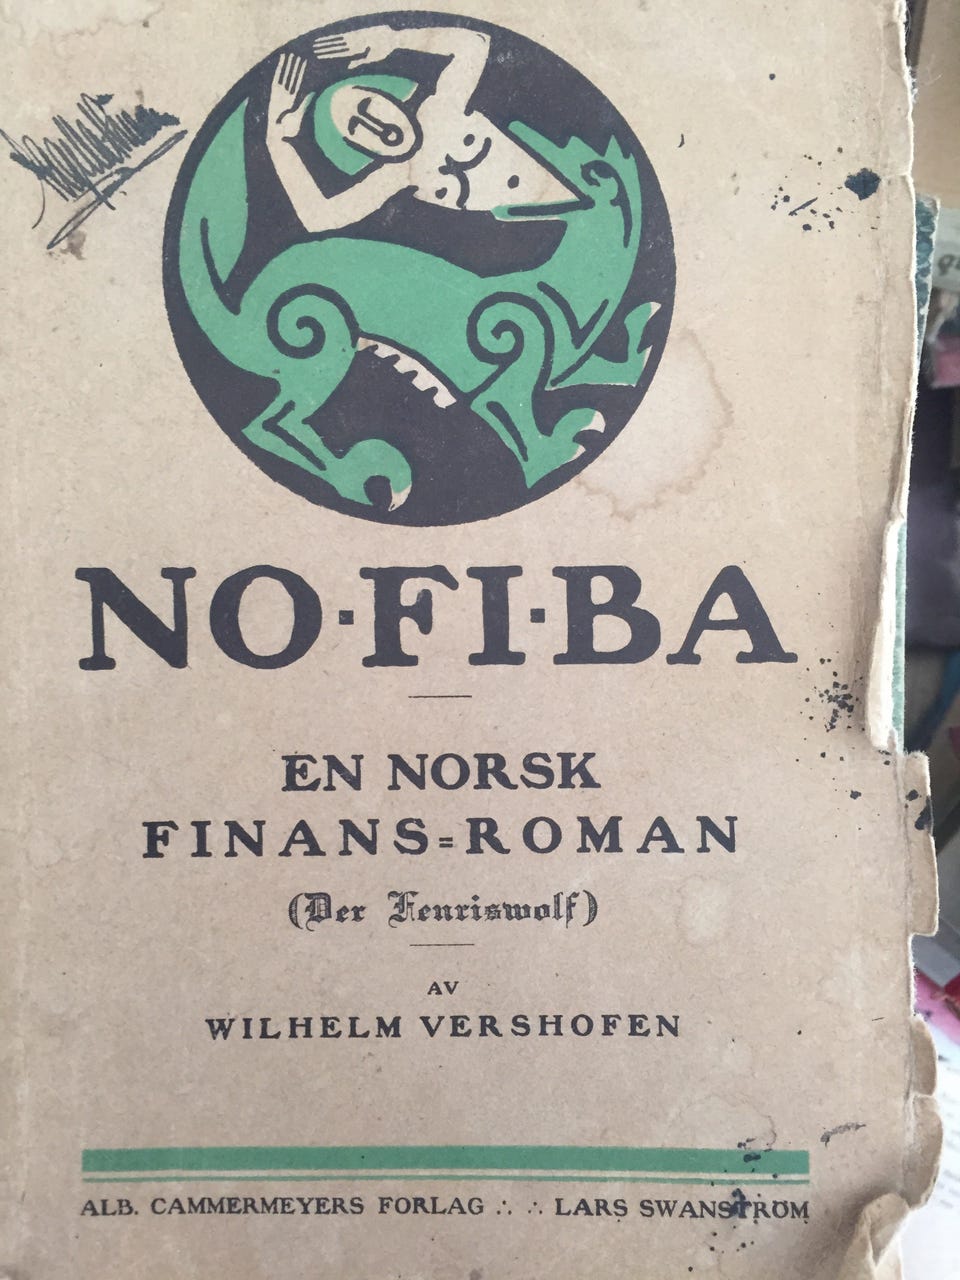 NO·FI·BA
EN NORSK
FINANS=ROMAN
(Der Fenriswolf)
AV
WILHELM VERSHOFEN
ALB. CAMMERMEYERS FORLAG ∴ ∴ LARS SWANSTRØM